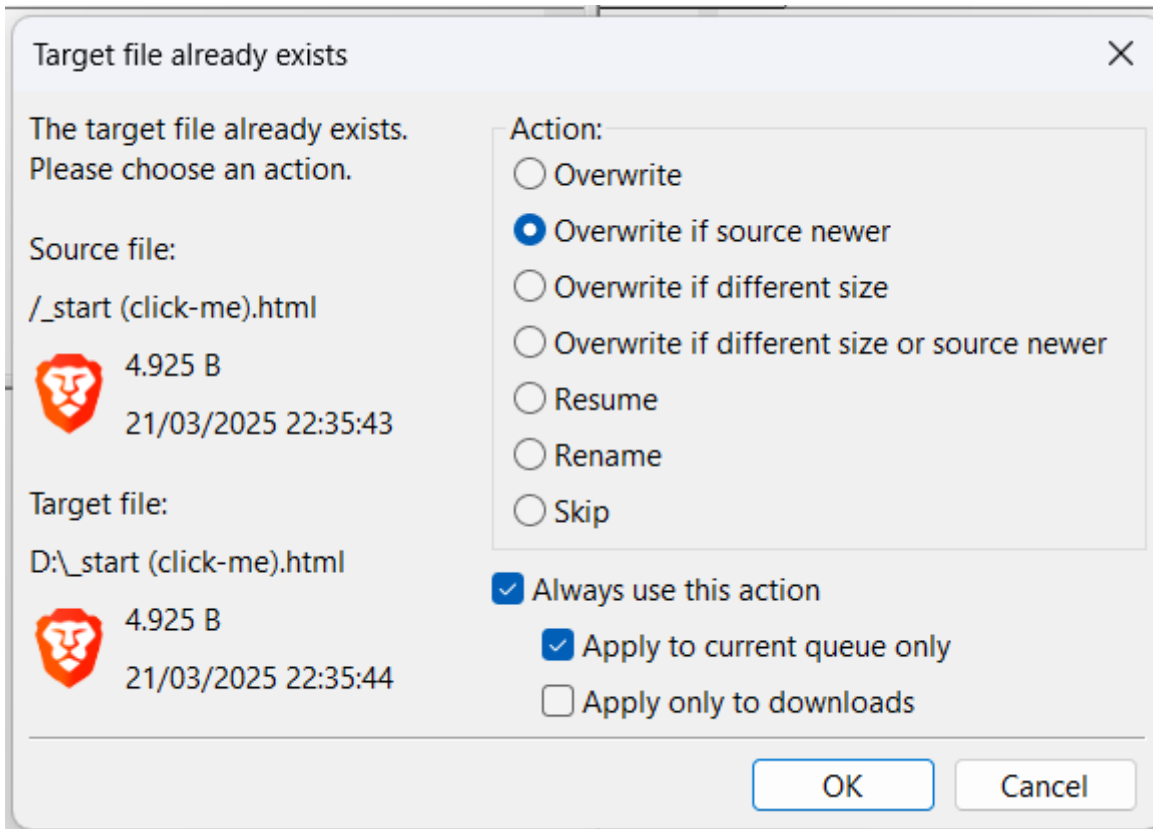 Target file already exists
The target file already exists.
Please choose an action.
Source file:
/_start (click-me).html
4.925 B
21/03/2025 22:35:43
Target file:
D:\_start (click-me).html
4.925 B
21/03/2025 22:35:44
Action:
Overwrite
Overwrite if source newer
Overwrite if different size
Overwrite if different size or source newer
Resume
Rename
Skip
Always use this action
Apply to current queue only
Apply only to downloads
OK
Cancel